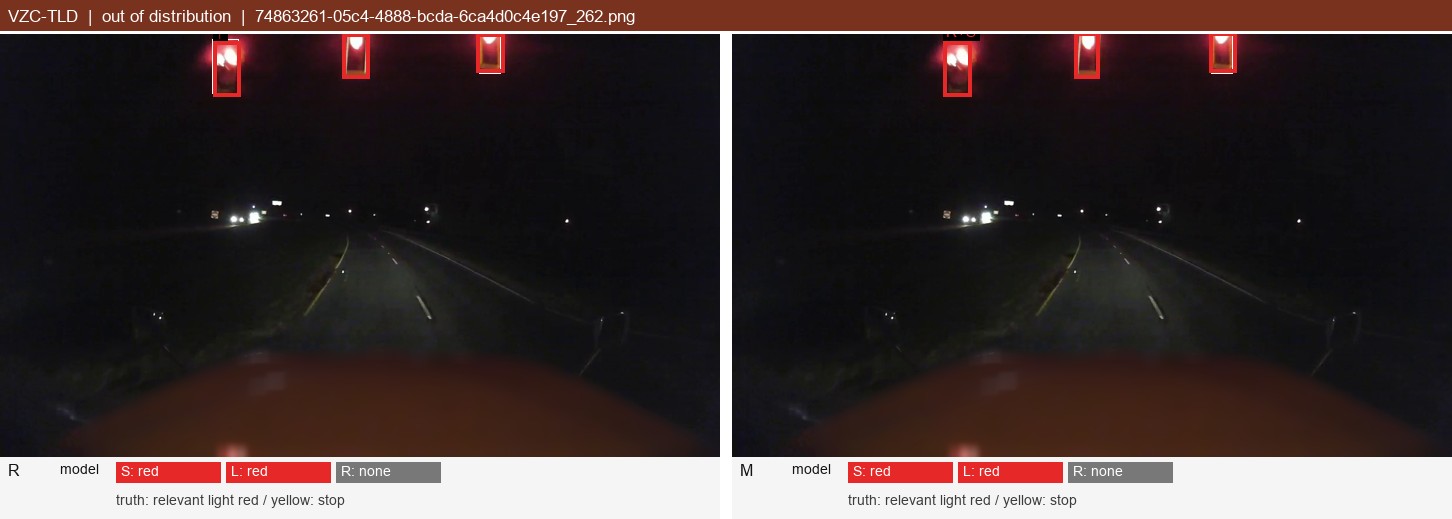 VZC-TLD | out of distribution | 74863261-05c4-4888-bcda-6ca4d0c4e197_262.png
R model S: red L: red R: none
truth: relevant light red / yellow: stop
M model S: red L: red R: none
truth: relevant light red / yellow: stop